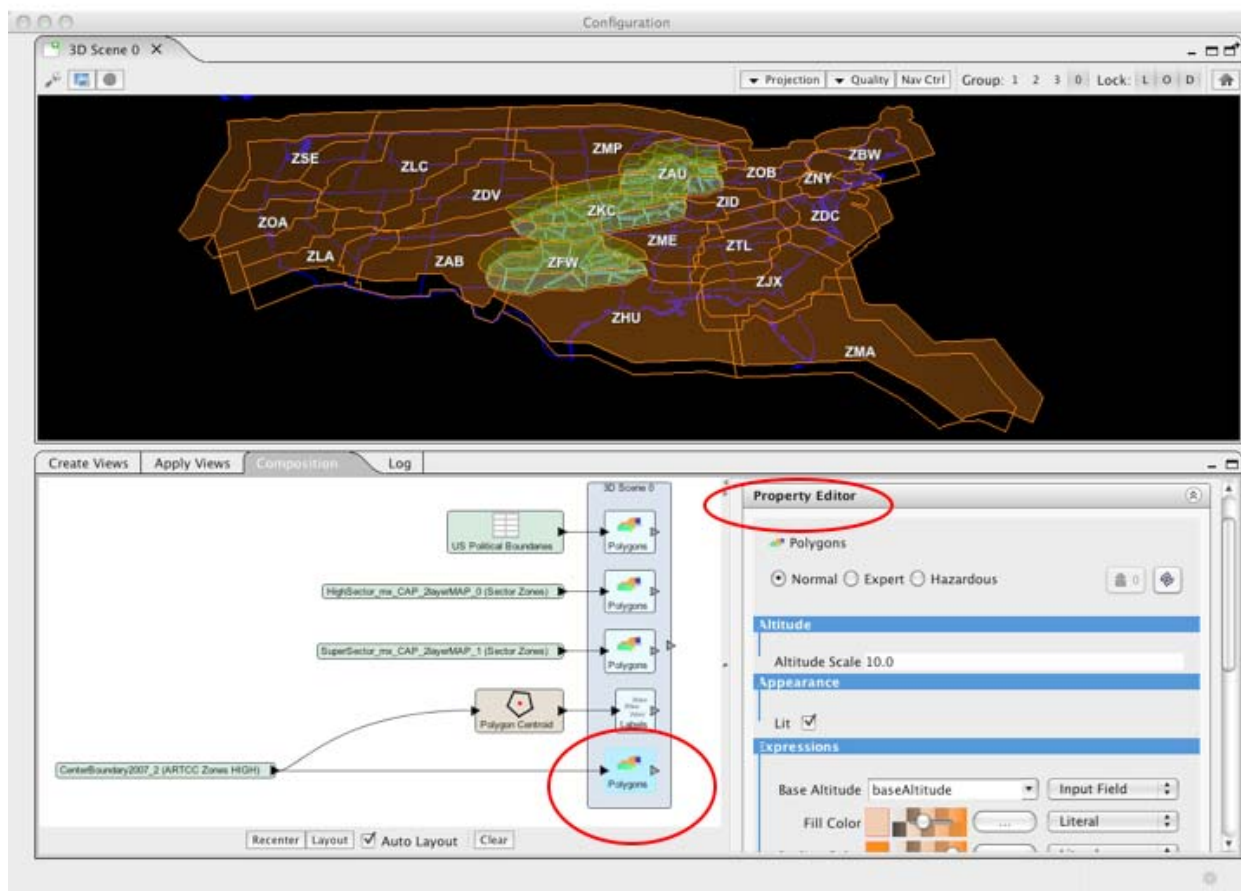 Configuration
3D Scene 0 X
Projection Quality Nav Ctrl Group: 1 2 3 0 Lock: L O D
ZSE
ZLC
ZMP
ZAU
ZOB
ZBW
ZNY
ZDV
ZKC
ZID
ZDC
ZOA
ZLA
ZAB
ZFW
ZME
ZTL
ZJX
ZHU
ZMA
Create Views Apply Views Composition Log
3D Scene 0
US Political Boundaries
Polygons
HighSector_mx_CAP_2layerMAP_0 (Sector Zones)
Polygons
SuperSector_mx_CAP_2layerMAP_1 (Sector Zones)
Polygons
Polygon Centroid
Labels
CenterBoundary2007_2 (ARTCC Zones HIGH)
Polygons
Recenter Layout Auto Layout Clear
Property Editor
Polygons
Normal Expert Hazardous 0
Altitude
Altitude Scale 10.0
Appearance
Lit
Expressions
Base Altitude baseAltitude Input Field
Fill Color ... Literal